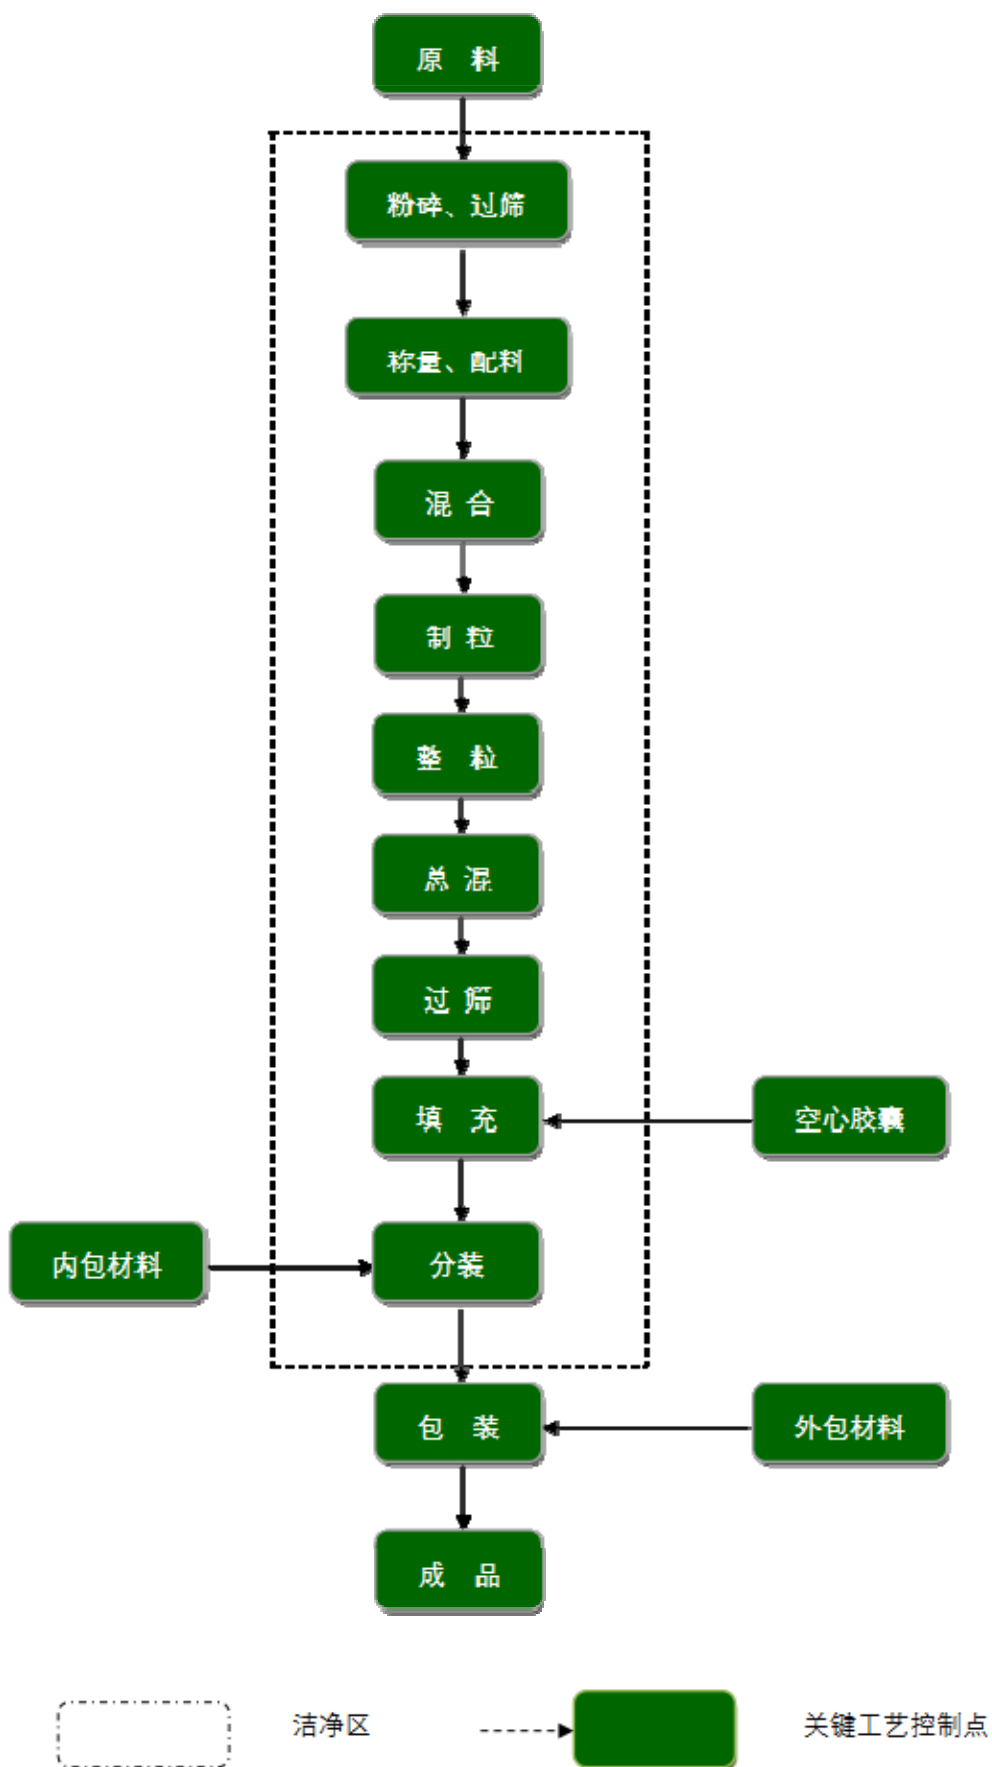 原 料
粉碎、过筛
称量、配料
混 合
制 粒
整 粒
总 混
过 筛
填 充
空心胶囊
内包材料
分装
包 装
外包材料
成 品
洁净区
关键工艺控制点